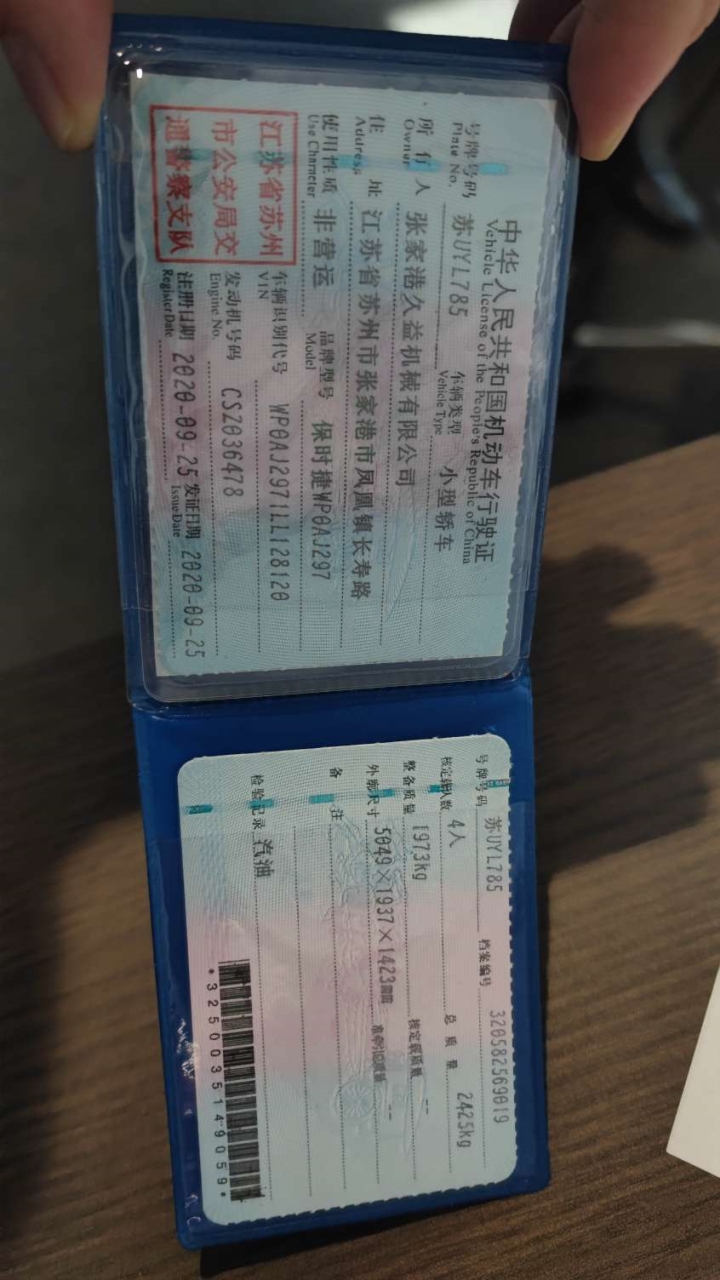 中华人民共和国机动车行驶证
Vehicle License of the People's Republic of China
号牌号码 苏UYL785 车辆类型 小型轿车
Plate No. Vehicle Type
所有人 张家港久益机械有限公司
Owner
住址 江苏省苏州市张家港市凤凰镇长寿路
Address
使用性质 非营运 品牌型号 保时捷WP0AJ297
Use Character Model
江苏省苏州
市公安局交
通警察支队
车辆识别代号 WP0AJ2971LL128120
VIN
发动机号码 CSZ036478
Engine No.
注册日期 2020-09-25 发证日期 2020-09-25
Register Date Issue Date
号牌号码 苏UYL785 档案编号 320582569019
核定载人数 4人 总质量 2425kg
整备质量 1973kg 核定载质量 --
外廓尺寸 5049×1937×1423mm 准牵引总质量 --
备注
检验记录 汽油
*3250035149059*